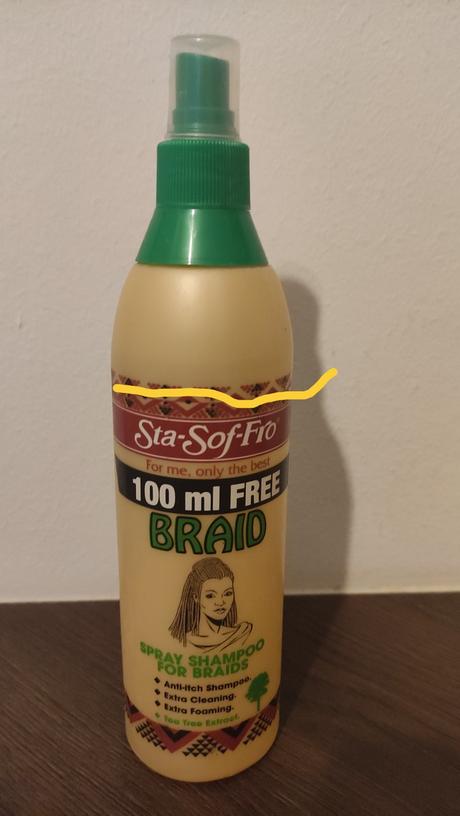 Sta-Sof-Fro
For me, only the best
100 ml FREE
BRAID
SPRAY SHAMPOO
FOR BRAIDS
Anti-itch Shampoo.
Extra Cleaning.
Extra Foaming.
Tea Tree Extract.